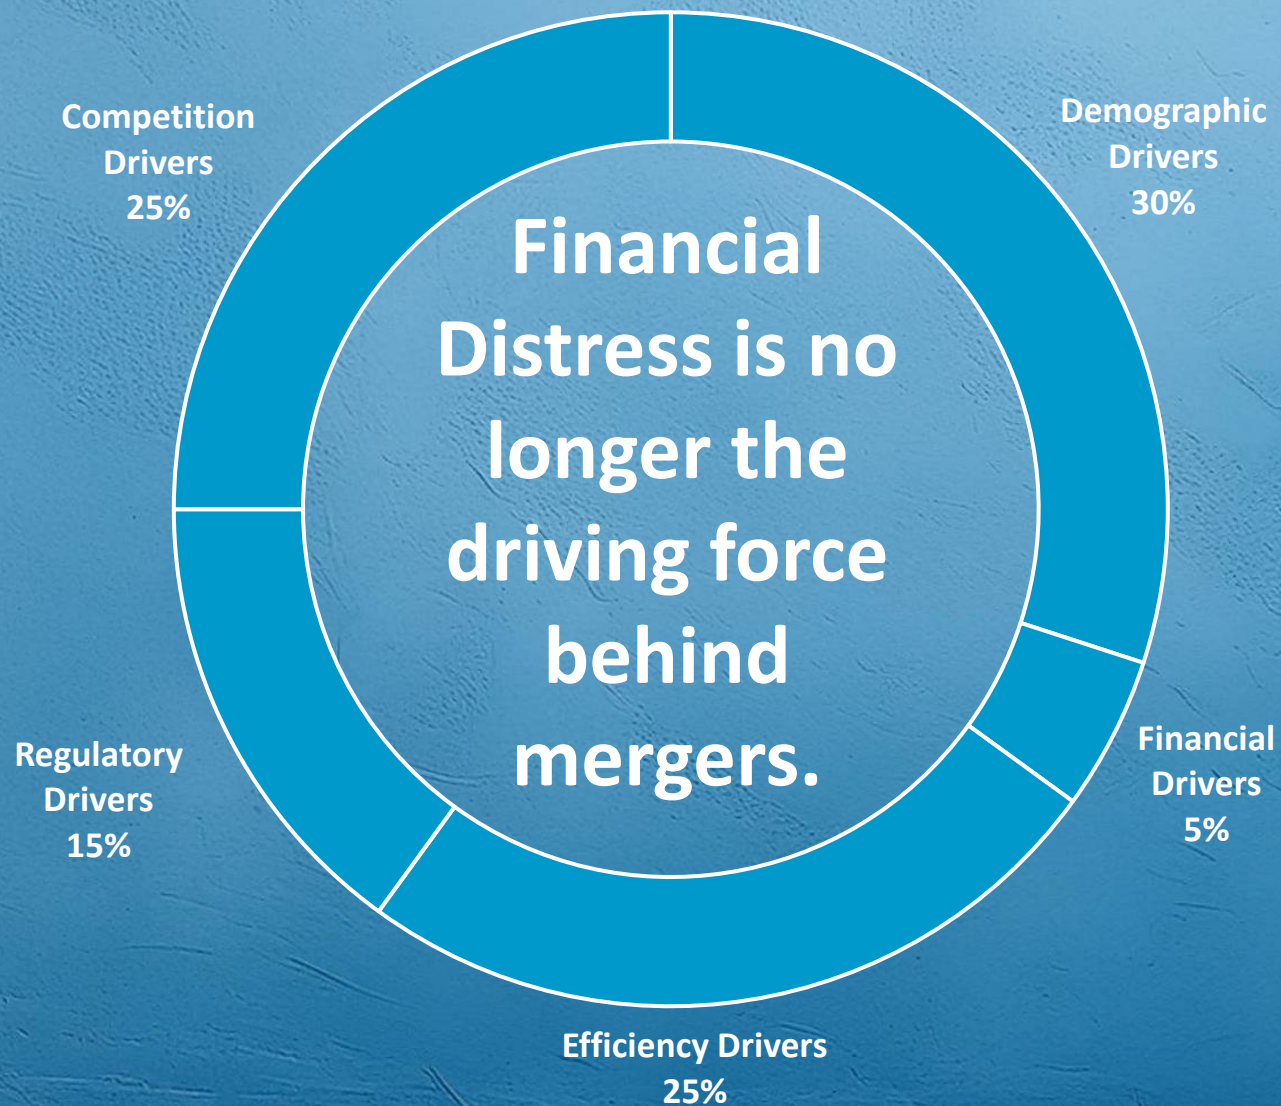 Competition
Drivers
25%
Demographic
Drivers
30%
Financial
Distress is no
longer the
driving force
behind
mergers.
Regulatory
Drivers
15%
Financial
Drivers
5%
Efficiency Drivers
25%